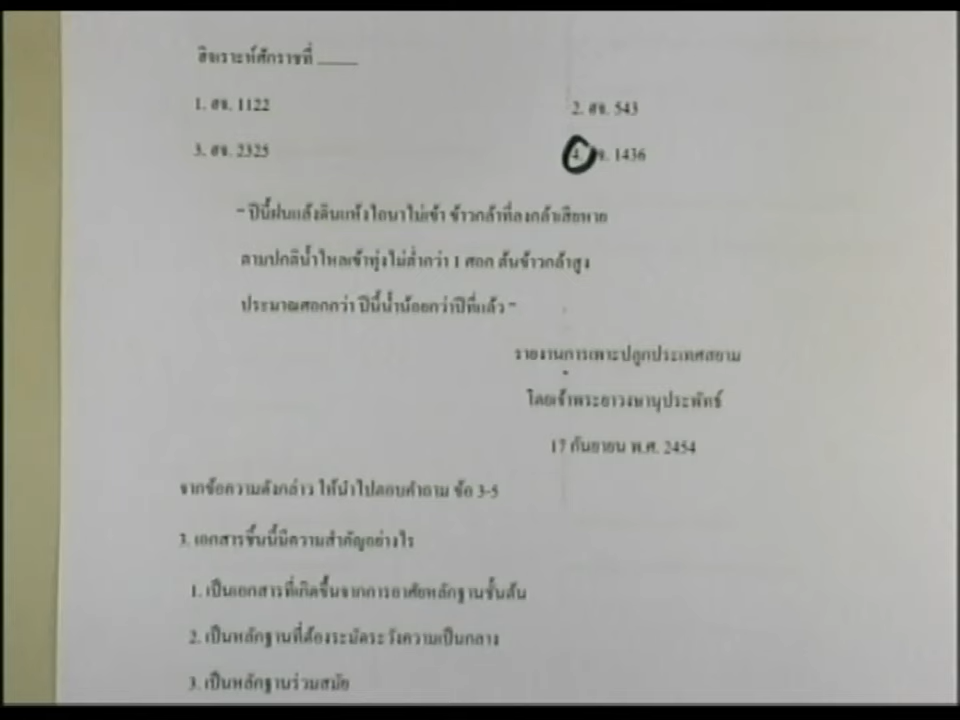 ฮิจเราะห์ศักราชที่ _____
1. ฮจ. 1122
2. ฮจ. 543
3. ฮจ. 2325
4. ฮจ. 1436
" ปีนี้ฝนแล้งดินแห้งไถนาไม่เข้า ข้าวกล้าที่ลงกล้าเสียหาย
ตามปกติน้ำไหลเข้าทุ่งไม่ต่ำกว่า 1 ศอก ต้นข้าวกล้าสูง
ประมาณศอกกว่า ปีนี้น้ำน้อยกว่าปีที่แล้ว "
รายงานการเพาะปลูกประเทศสยาม
โดยเจ้าพระยาวงษานุประพัทธ์
17 กันยายน พ.ศ. 2454
จากข้อความดังกล่าว ให้นำไปตอบคำถาม ข้อ 3-5
3. เอกสารชิ้นนี้มีความสำคัญอย่างไร
1. เป็นเอกสารที่เกิดขึ้นจากการอาศัยหลักฐานชั้นต้น
2. เป็นหลักฐานที่ต้องระมัดระวังความเป็นกลาง
3. เป็นหลักฐานร่วมสมัย